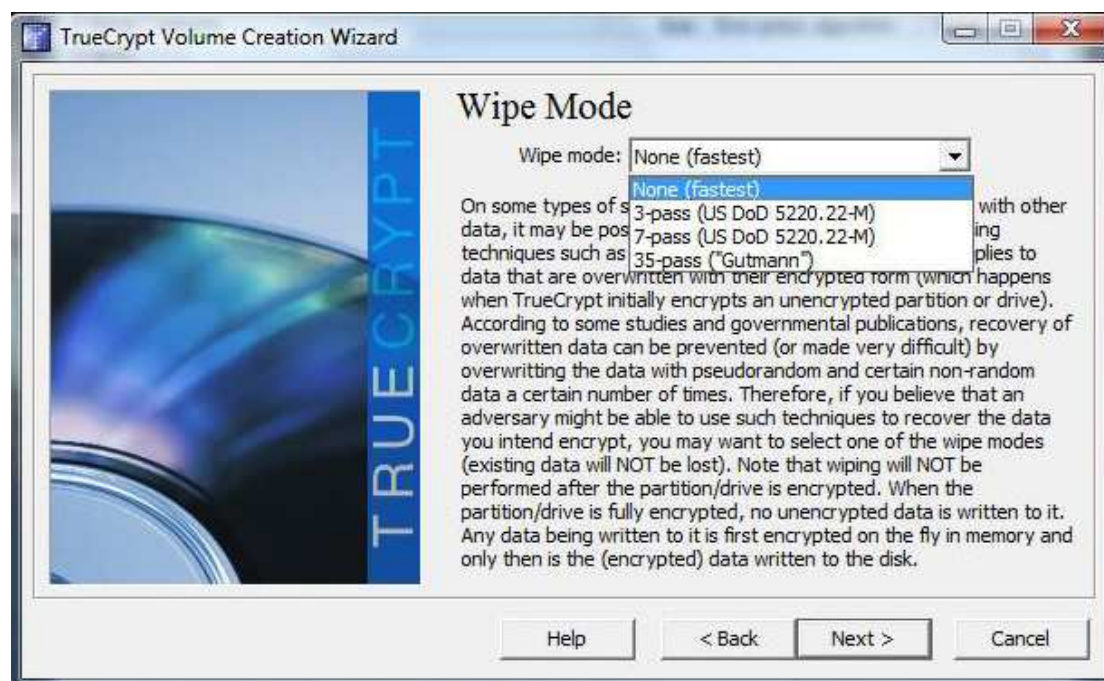 TrueCrypt Volume Creation Wizard
TRUECRYPT
Wipe Mode
Wipe mode: None (fastest)
None (fastest)
3-pass (US DoD 5220.22-M)
7-pass (US DoD 5220.22-M)
35-pass ("Gutmann")
On some types of with other
data, it may be ing
techniques such as plies to
data that are overwritten with their encrypted form (which happens
when TrueCrypt initially encrypts an unencrypted partition or drive).
According to some studies and governmental publications, recovery of
overwritten data can be prevented (or made very difficult) by
overwritting the data with pseudorandom and certain non-random
data a certain number of times. Therefore, if you believe that an
adversary might be able to use such techniques to recover the data
you intend encrypt, you may want to select one of the wipe modes
(existing data will NOT be lost). Note that wiping will NOT be
performed after the partition/drive is encrypted. When the
partition/drive is fully encrypted, no unencrypted data is written to it.
Any data being written to it is first encrypted on the fly in memory and
only then is the (encrypted) data written to the disk.
Help
< Back
Next >
Cancel